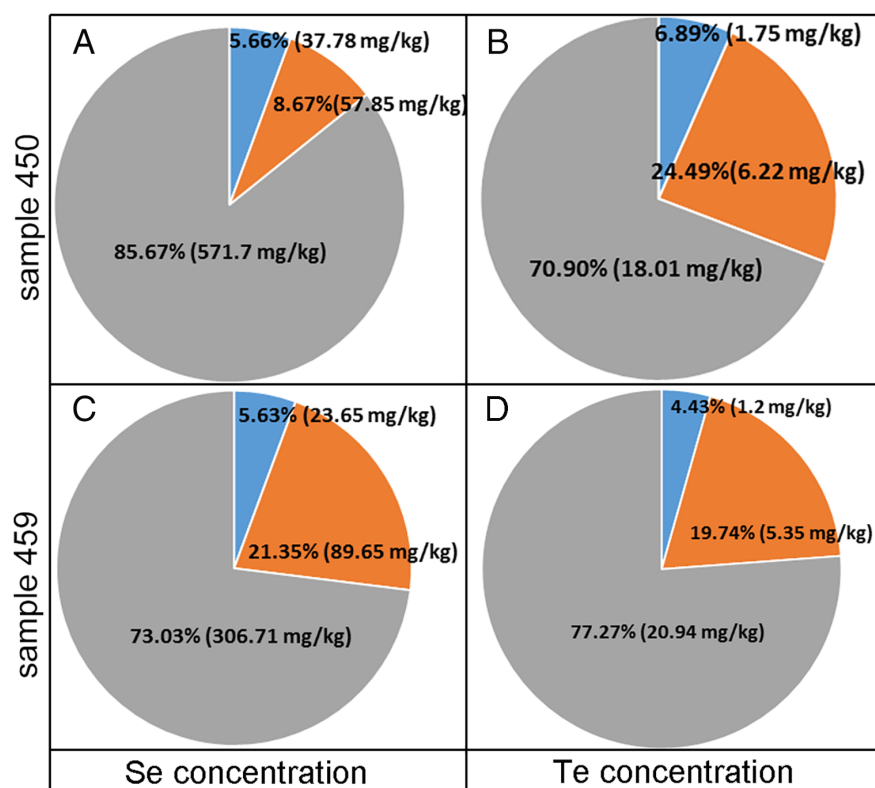 A
5.66% (37.78 mg/kg)
8.67%(57.85 mg/kg)
85.67% (571.7 mg/kg)
B
6.89% (1.75 mg/kg)
24.49%(6.22 mg/kg)
70.90% (18.01 mg/kg)
sample 450
C
5.63% (23.65 mg/kg)
21.35% (89.65 mg/kg)
73.03% (306.71 mg/kg)
D
4.43% (1.2 mg/kg)
19.74% (5.35 mg/kg)
77.27% (20.94 mg/kg)
sample 459
Se concentration
Te concentration